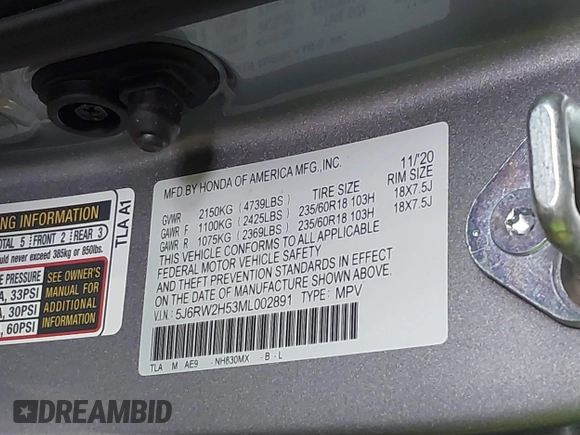 MFD.BY HONDA OF AMERICA MFG.,INC. 11/'20
TIRE SIZE RIM SIZE
GVWR 2150KG (4739LBS)
GAWR F 1100KG (2425LBS) 235/60R18 103H 18X7.5J
GAWR R 1075KG (2369LBS) 235/60R18 103H 18X7.5J
THIS VEHICLE CONFORMS TO ALL APPLICABLE
FEDERAL MOTOR VEHICLE SAFETY
AND THEFT PREVENTION STANDARDS IN EFFECT
ON THE DATE OF MANUFACTURE SHOWN ABOVE.
V.I.N.: 5J6RW2H53ML002891 TYPE: MPV
TLA M AE9 - NH830MX - B - L
TLA A1
INFORMATION
TOTAL 5 FRONT 2 REAR 3
never exceed 385kg or 850lbs.
PRESSURE
33PSI
30PSI
60PSI
SEE OWNER'S
MANUAL FOR
ADDITIONAL
INFORMATION
DREAMBID